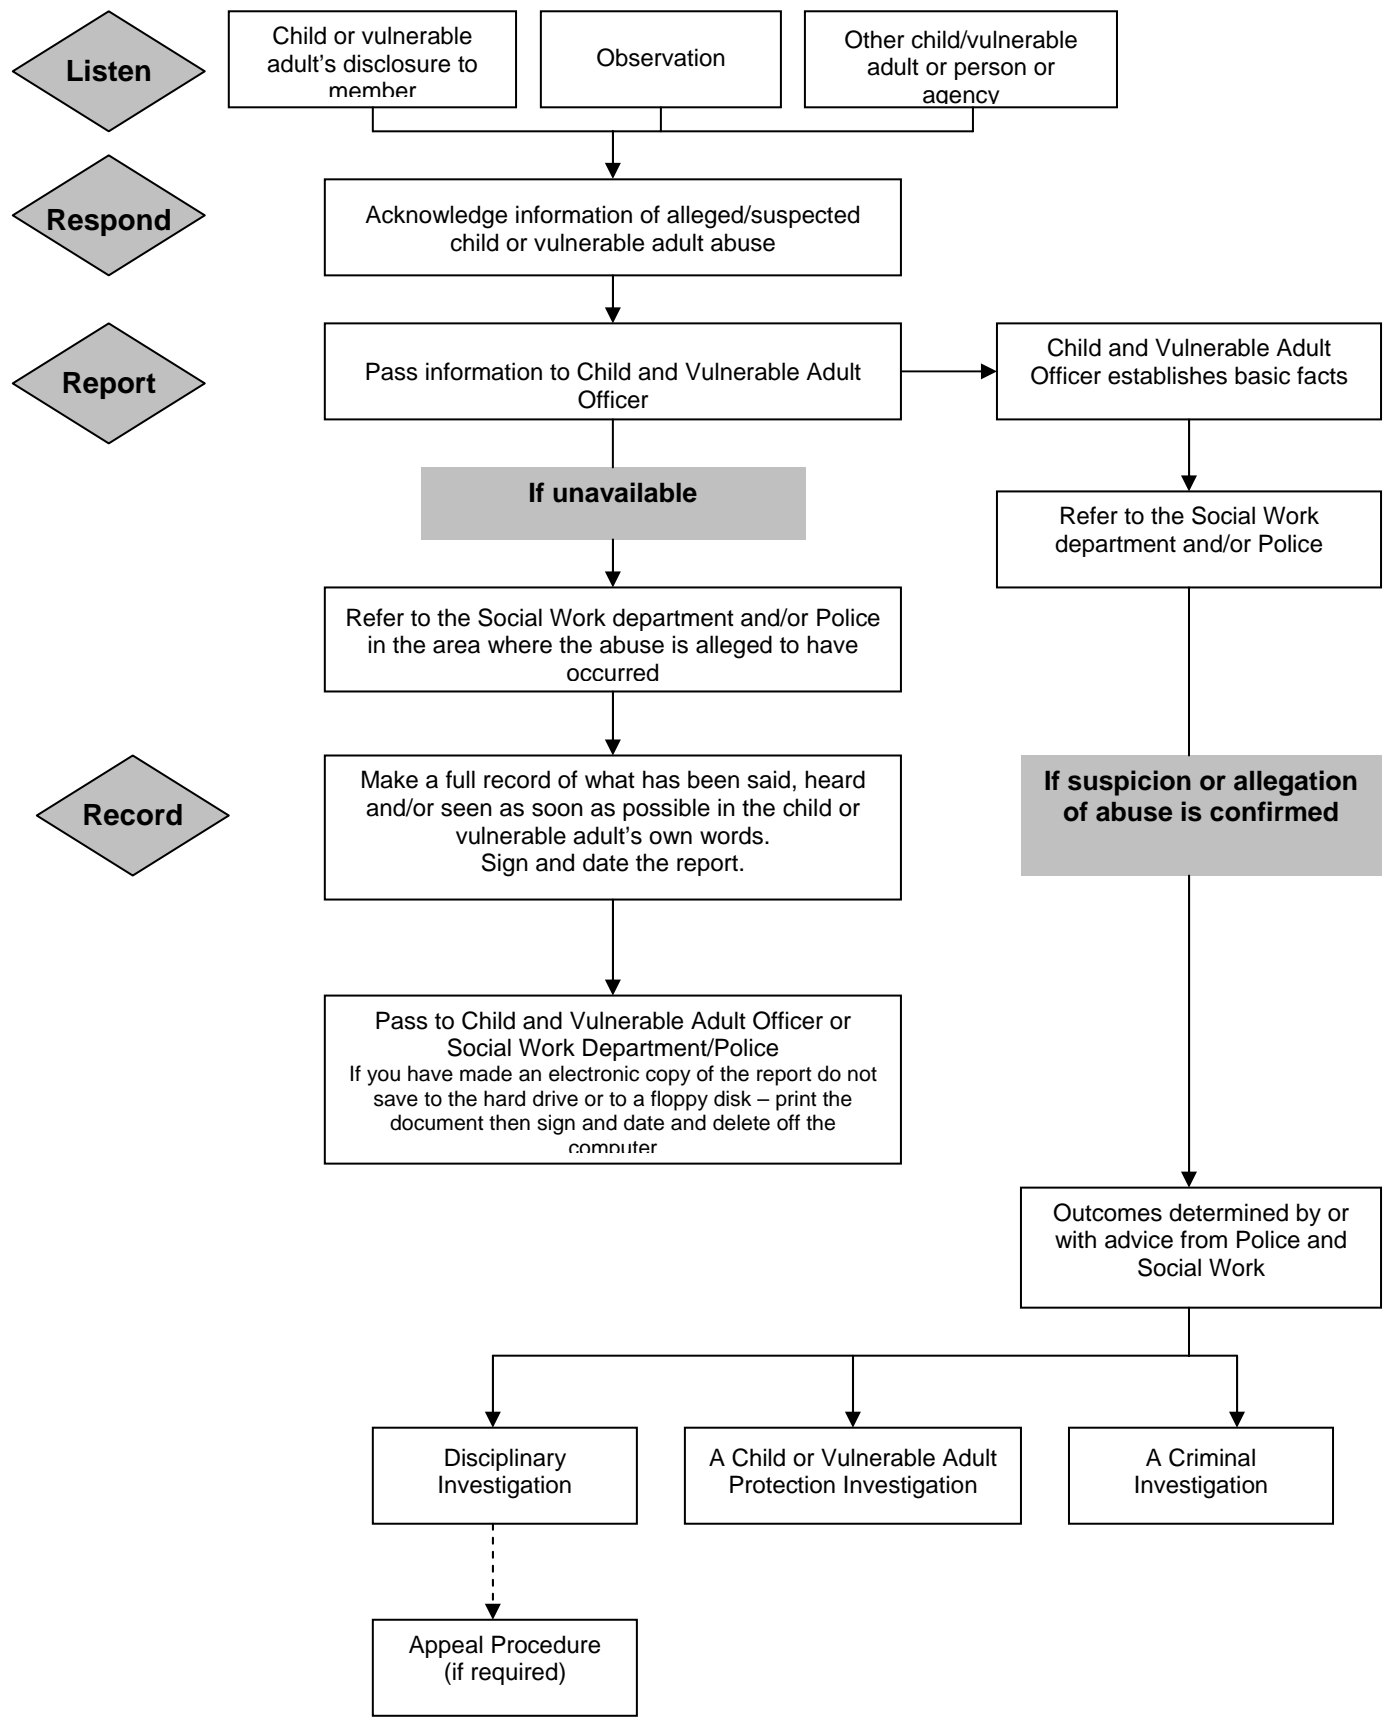 Listen
Child or vulnerable
adult's disclosure to
member
Observation
Other child/vulnerable
adult or person or
agency
Respond
Acknowledge information of alleged/suspected
child or vulnerable adult abuse
Report
Pass information to Child and Vulnerable Adult
Officer
Child and Vulnerable Adult
Officer establishes basic facts
If unavailable
Refer to the Social Work
department and/or Police
Refer to the Social Work department and/or Police
in the area where the abuse is alleged to have
occurred
Record
Make a full record of what has been said, heard
and/or seen as soon as possible in the child or
vulnerable adult's own words.
Sign and date the report.
If suspicion or allegation
of abuse is confirmed
Pass to Child and Vulnerable Adult Officer or
Social Work Department/Police
If you have made an electronic copy of the report do not
save to the hard drive or to a floppy disk – print the
document then sign and date and delete off the
computer
Outcomes determined by or
with advice from Police and
Social Work
Disciplinary
Investigation
A Child or Vulnerable Adult
Protection Investigation
A Criminal
Investigation
Appeal Procedure
(if required)